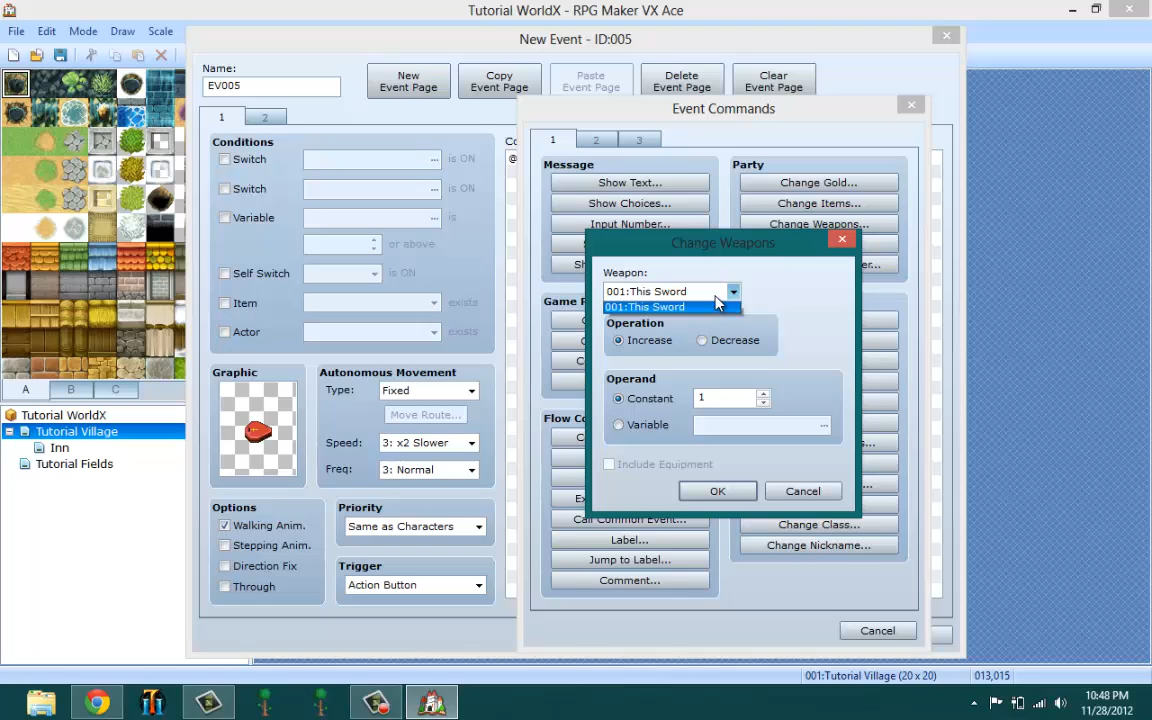 Tutorial WorldX - RPG Maker VX Ace
File Edit Mode Draw Scale
New Event - ID:005
Name:
EV005
New Event Page
Copy Event Page
Paste Event Page
Delete Event Page
Clear Event Page
1 2
Conditions
Switch ... is ON
Switch ... is ON
Variable ... is
or above
Self Switch is ON
Item exists
Actor exists
Graphic
Autonomous Movement
Type: Fixed
Move Route...
Speed: 3: x2 Slower
Freq: 3: Normal
Options
Walking Anim.
Stepping Anim.
Direction Fix
Through
Priority
Same as Characters
Trigger
Action Button
Event Commands
1 2 3
Message
Show Text...
Show Choices...
Input Number...
Party
Change Gold...
Change Items...
Change Weapons...
Change Weapons
Weapon:
001:This Sword
001:This Sword
Operation
Increase Decrease
Operand
Constant 1
Variable ...
Include Equipment
OK Cancel
Call Common Event...
Label...
Jump to Label...
Comment...
Change Class...
Change Nickname...
Cancel
A B C
Tutorial WorldX
Tutorial Village
Inn
Tutorial Fields
001:Tutorial Village (20 x 20) 013,015
10:48 PM
11/28/2012